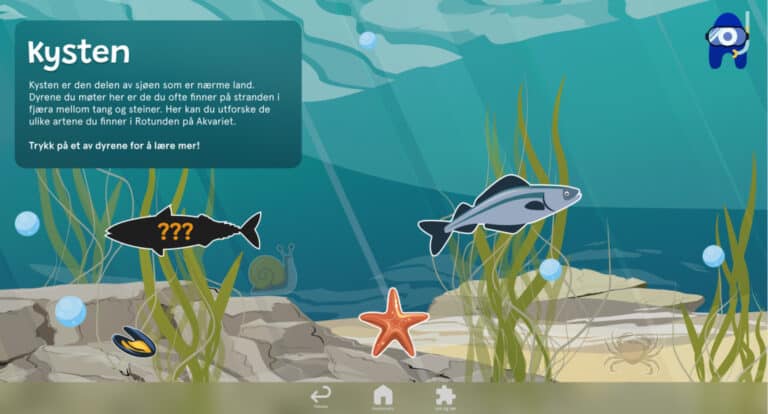 Kysten
Kysten er den delen av sjøen som er nærme land.
Dyrene du møter her er de du ofte finner på stranden i
fjæra mellom tang og steiner. Her kan du utforske de
ulike artene du finner i Rotunden på Akvariet.
Trykk på et av dyrene for å lære mer!
???